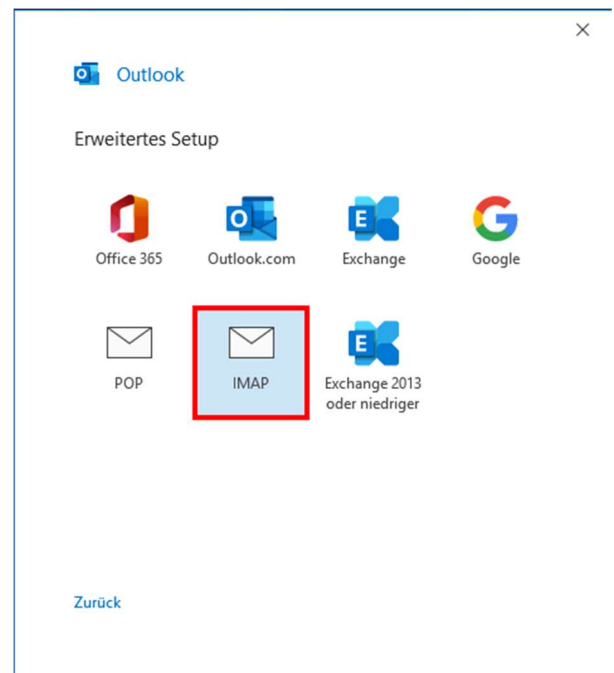 Outlook
Erweitertes Setup
Office 365
Outlook.com
Exchange
Google
POP
IMAP
Exchange 2013
oder niedriger
Zurück